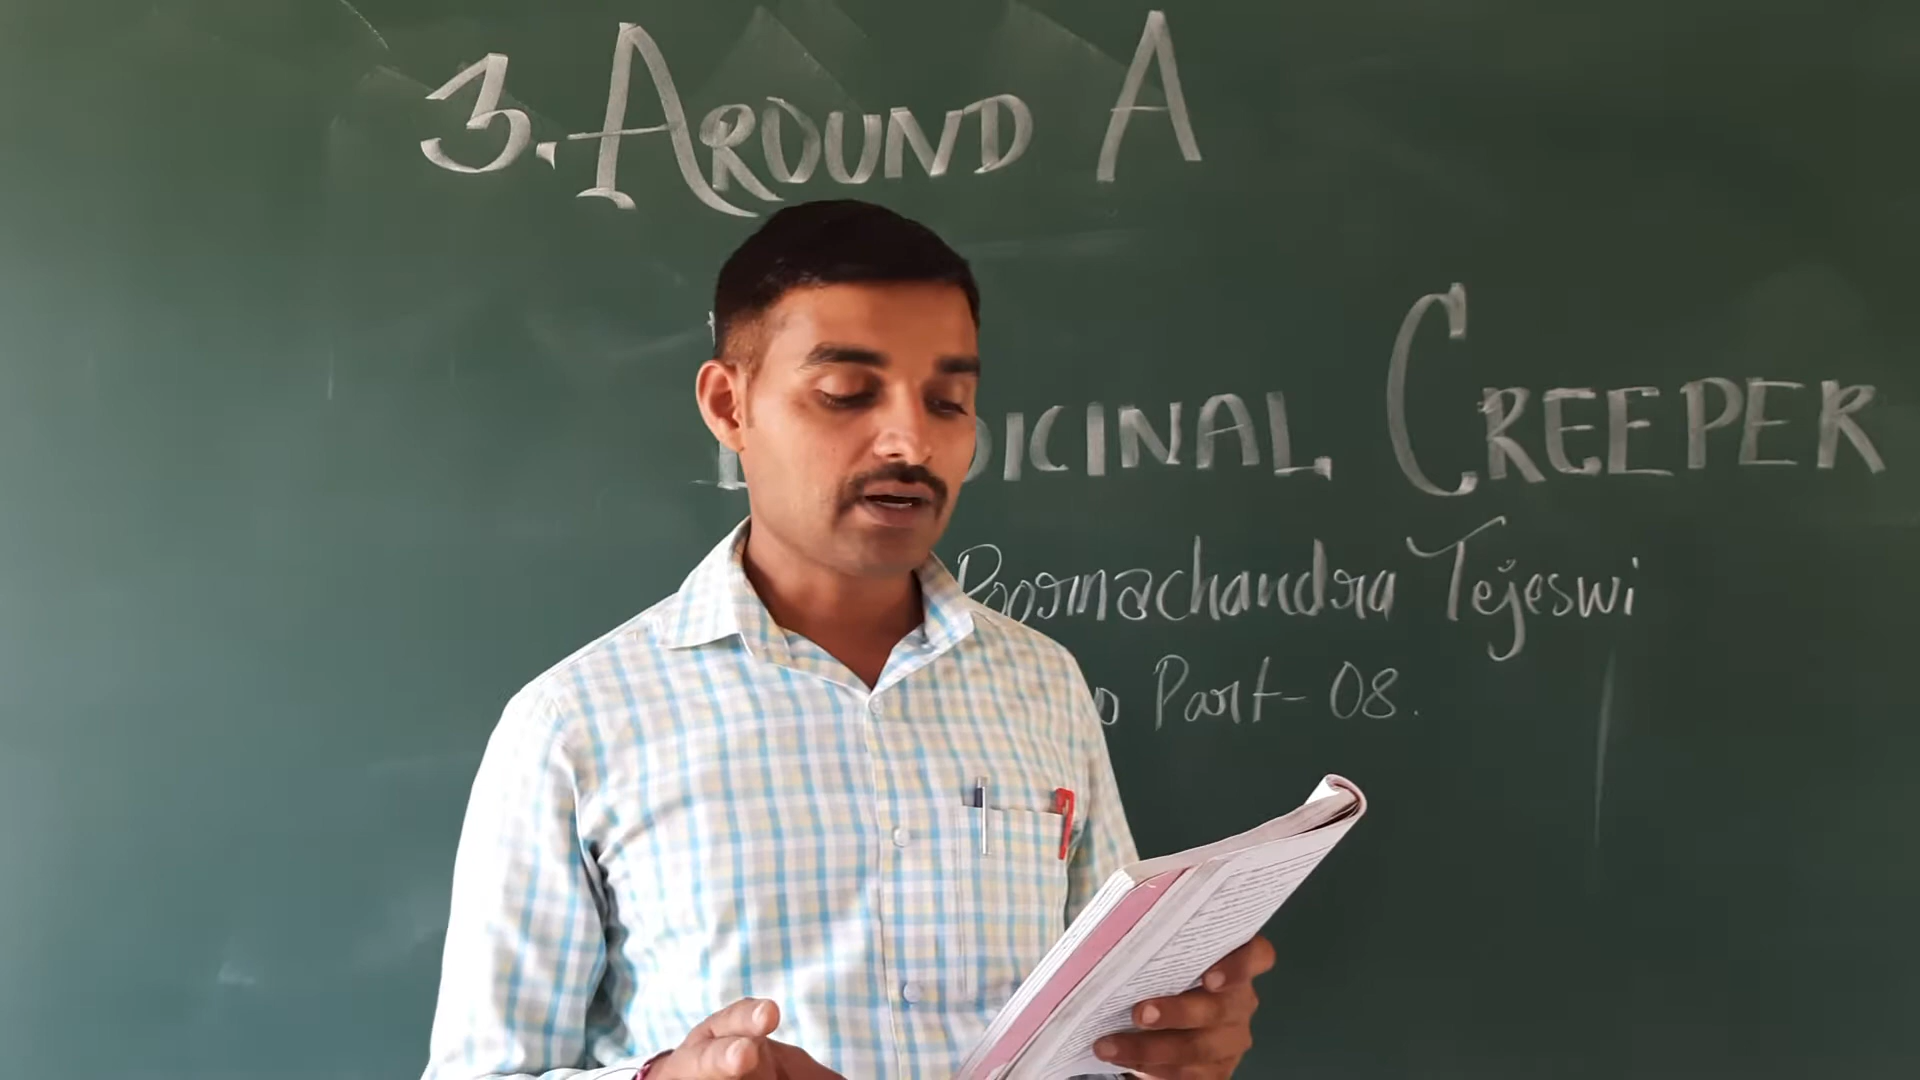 3. AROUND A
DICINAL CREEPER
Poornachandra Tejeswi
o Part-08.